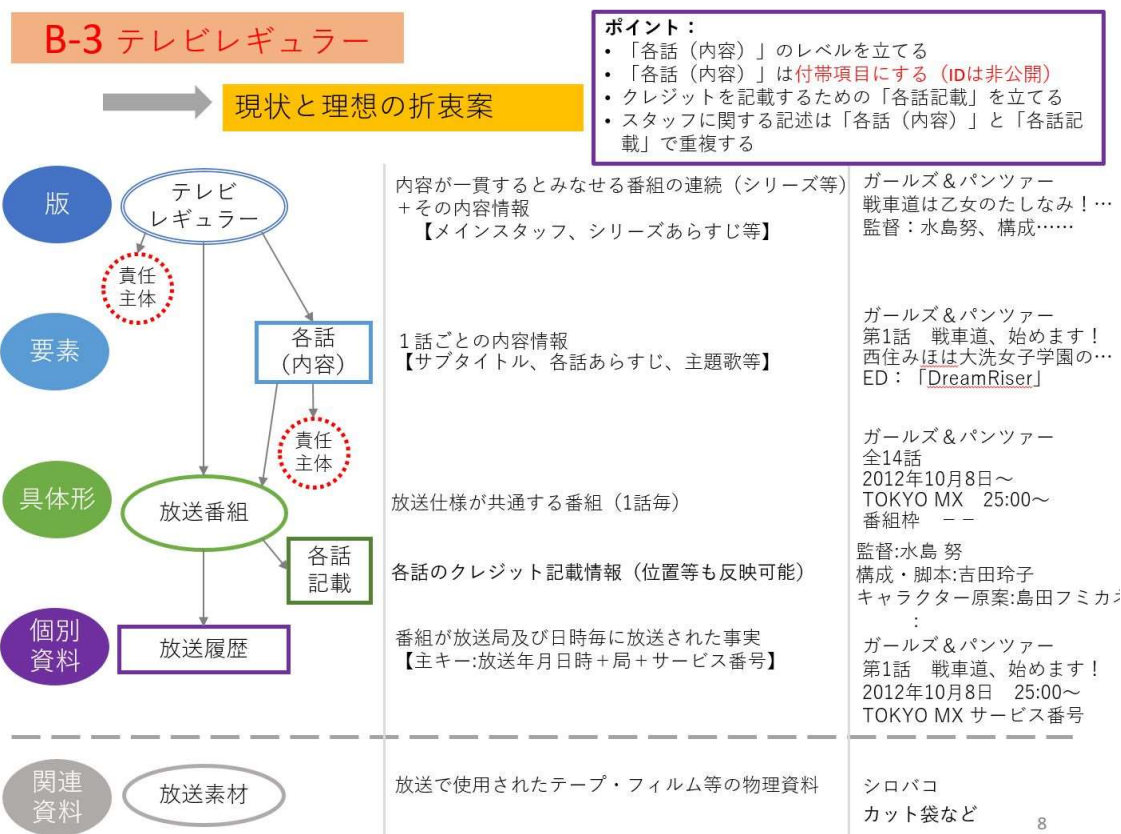 B-3 テレビレギュラー
現状と理想の折衷案
ポイント：
• 「各話（内容）」のレベルを立てる
• 「各話（内容）」は付帯項目にする（IDは非公開）
• クレジットを記載するための「各話記載」を立てる
• スタッフに関する記述は「各話（内容）」と「各話記
載」で重複する
版
テレビ
レギュラー
内容が一貫するとみなせる番組の連続（シリーズ等）
＋その内容情報
【メインスタッフ、シリーズあらすじ等】
ガールズ＆パンツァー
戦車道は乙女のたしなみ！…
監督：水島努、構成……
責任
主体
要素
各話
（内容）
１話ごとの内容情報
【サブタイトル、各話あらすじ、主題歌等】
ガールズ＆パンツァー
第1話　戦車道、始めます！
西住みほは大洗女子学園の…
ED：「DreamRiser」
責任
主体
具体形
放送番組
放送仕様が共通する番組（1話毎）
ガールズ＆パンツァー
全14話
2012年10月8日～
TOKYO MX　25:00～
番組枠　－－
各話
記載
各話のクレジット記載情報（位置等も反映可能）
監督:水島 努
構成・脚本:吉田玲子
キャラクター原案:島田フミカネ
：
個別
資料
放送履歴
番組が放送局及び日時毎に放送された事実
【主キー:放送年月日時＋局＋サービス番号】
ガールズ＆パンツァー
第1話　戦車道、始めます！
2012年10月8日　25:00～
TOKYO MX サービス番号
関連
資料
放送素材
放送で使用されたテープ・フィルム等の物理資料
シロバコ
カット袋など
8